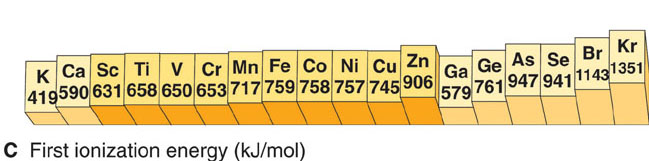 K Ca Sc Ti V Cr Mn Fe Co Ni Cu Zn Ga Ge As Se Br Kr
419 590 631 658 650 653 717 759 758 757 745 906 579 761 947 941 1143 1351
C First ionization energy (kJ/mol)